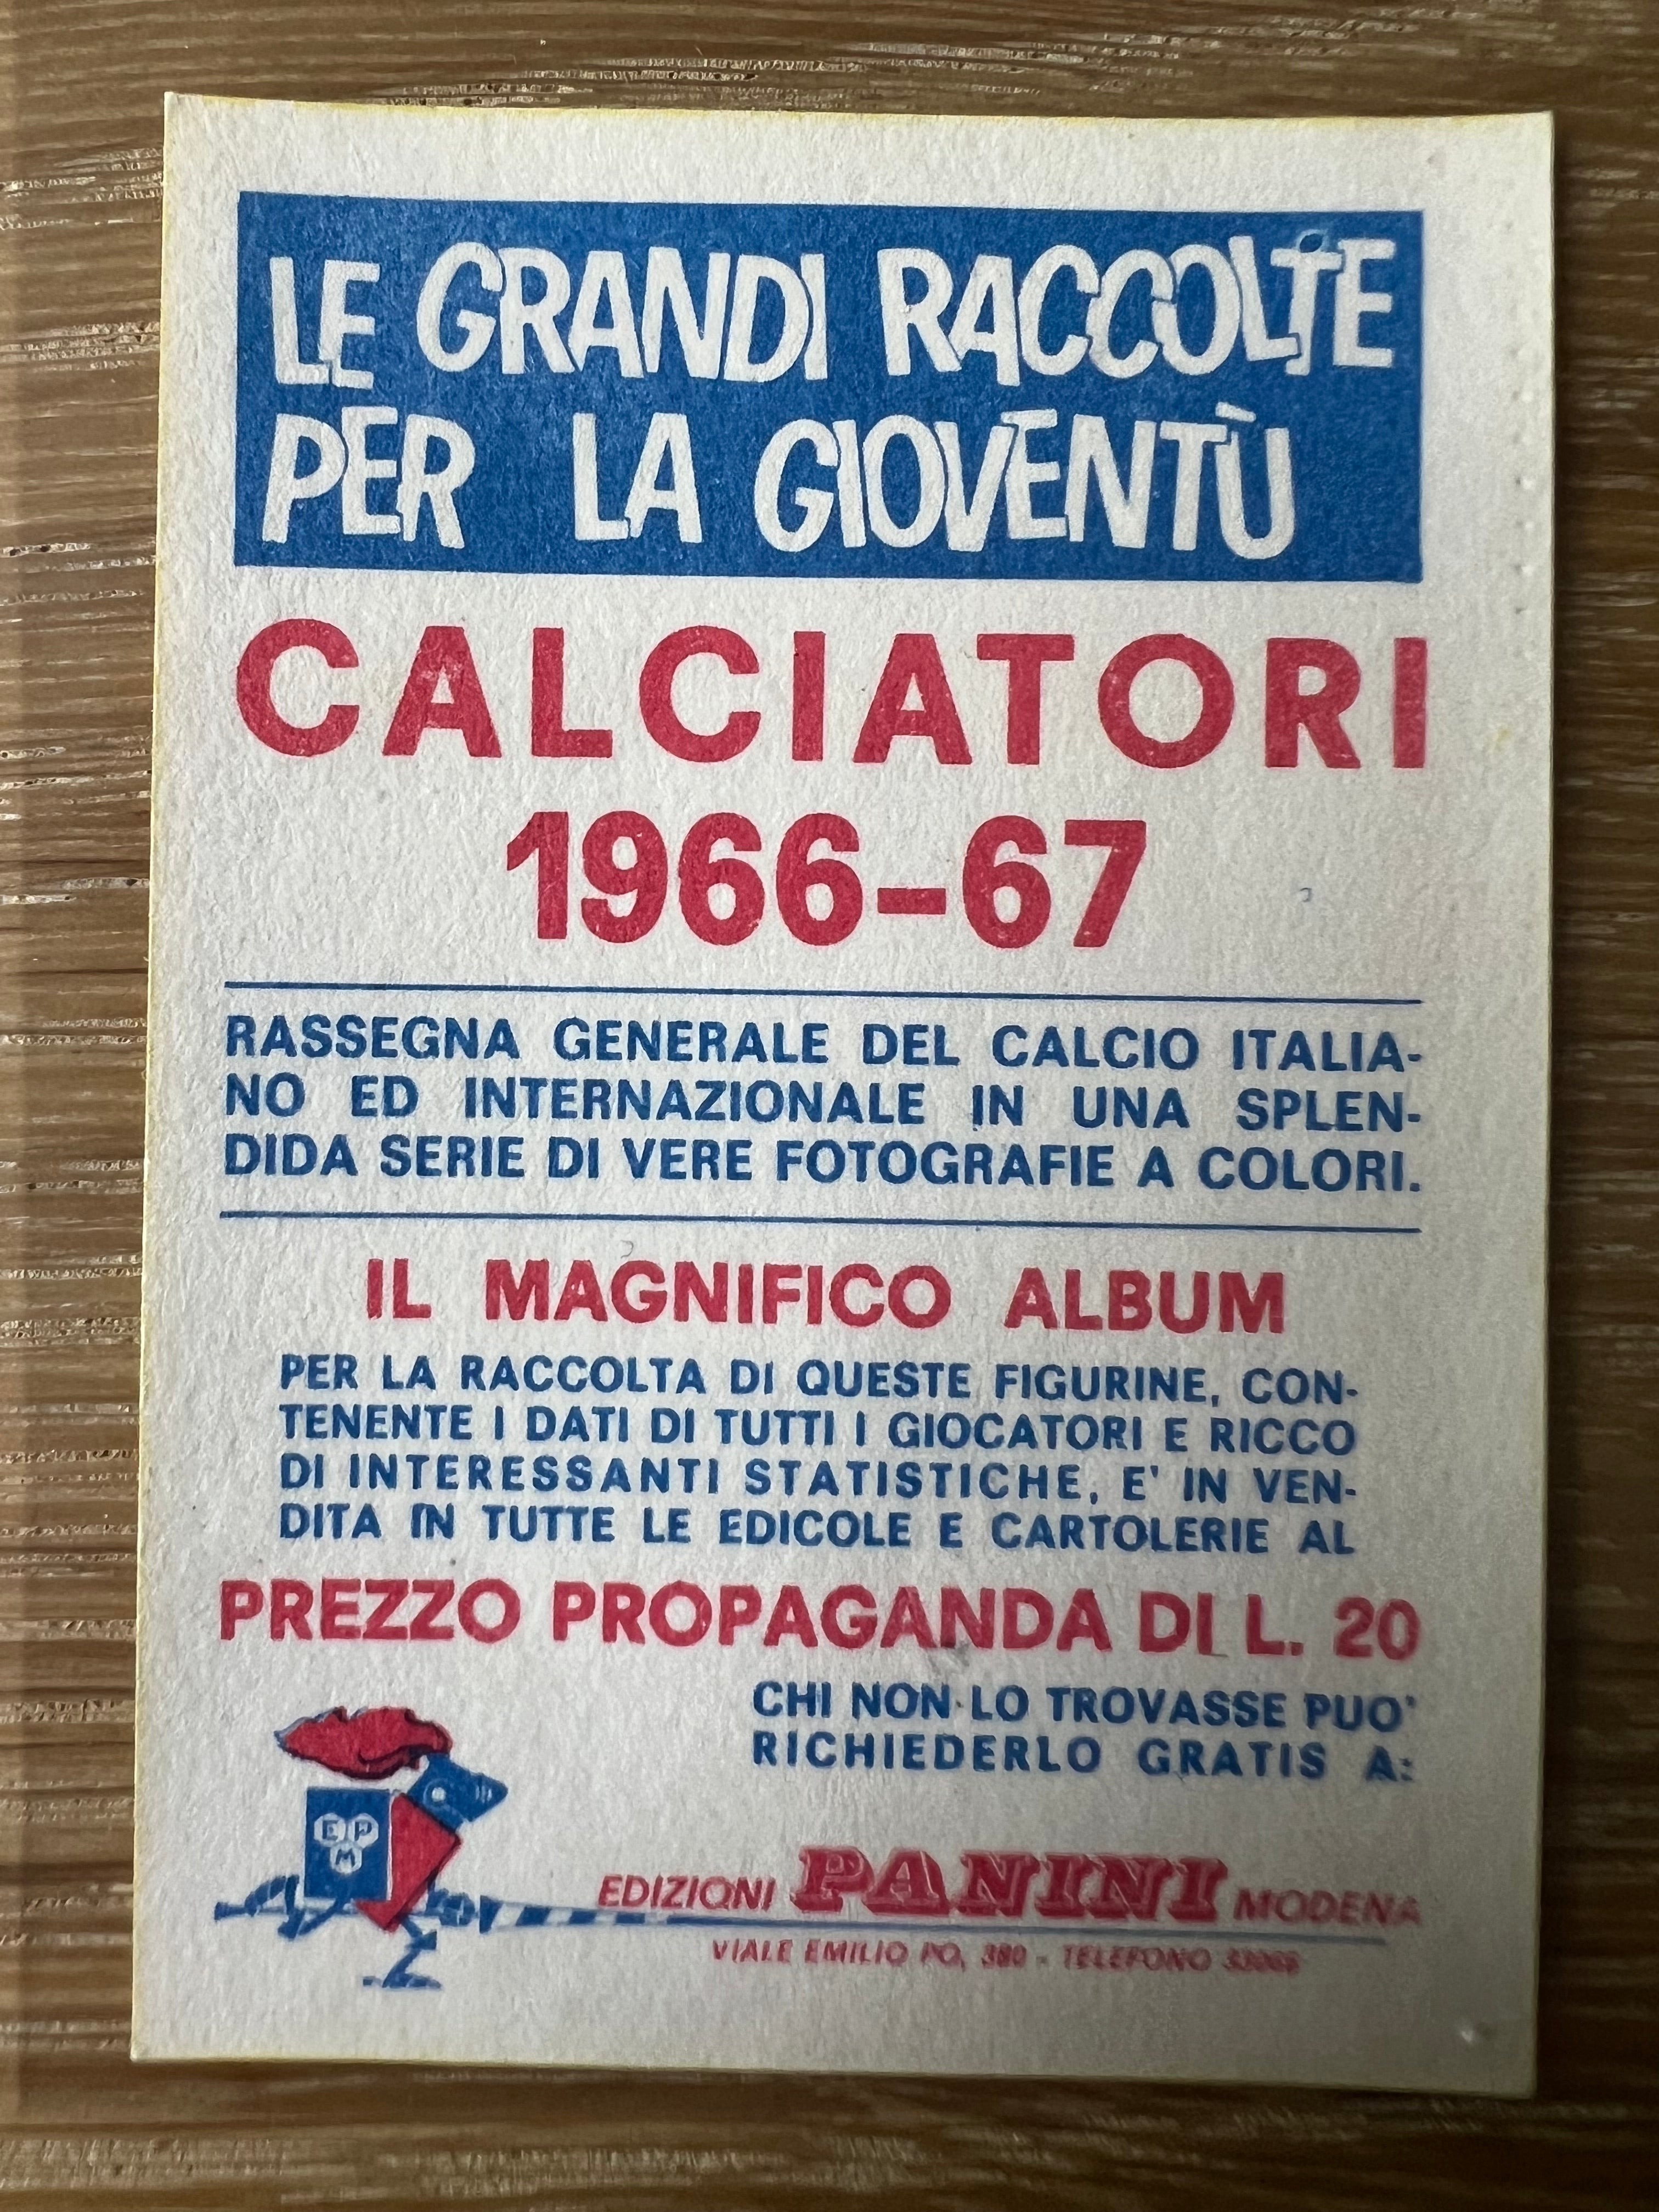 LE GRANDI RACCOLTE
PER LA GIOVENTÙ
CALCIATORI
1966-67
RASSEGNA GENERALE DEL CALCIO ITALIA-
NO ED INTERNAZIONALE IN UNA SPLEN-
DIDA SERIE DI VERE FOTOGRAFIE A COLORI.
IL MAGNIFICO ALBUM
PER LA RACCOLTA DI QUESTE FIGURINE, CON-
TENENTE I DATI DI TUTTI I GIOCATORI E RICCO
DI INTERESSANTI STATISTICHE, E' IN VEN-
DITA IN TUTTE LE EDICOLE E CARTOLERIE AL
PREZZO PROPAGANDA DI L. 20
CHI NON LO TROVASSE PUO'
RICHIEDERLO GRATIS A:
E P
M
EDIZIONI PANINI MODENA
VIALE EMILIO PO, 380 - TELEFONO